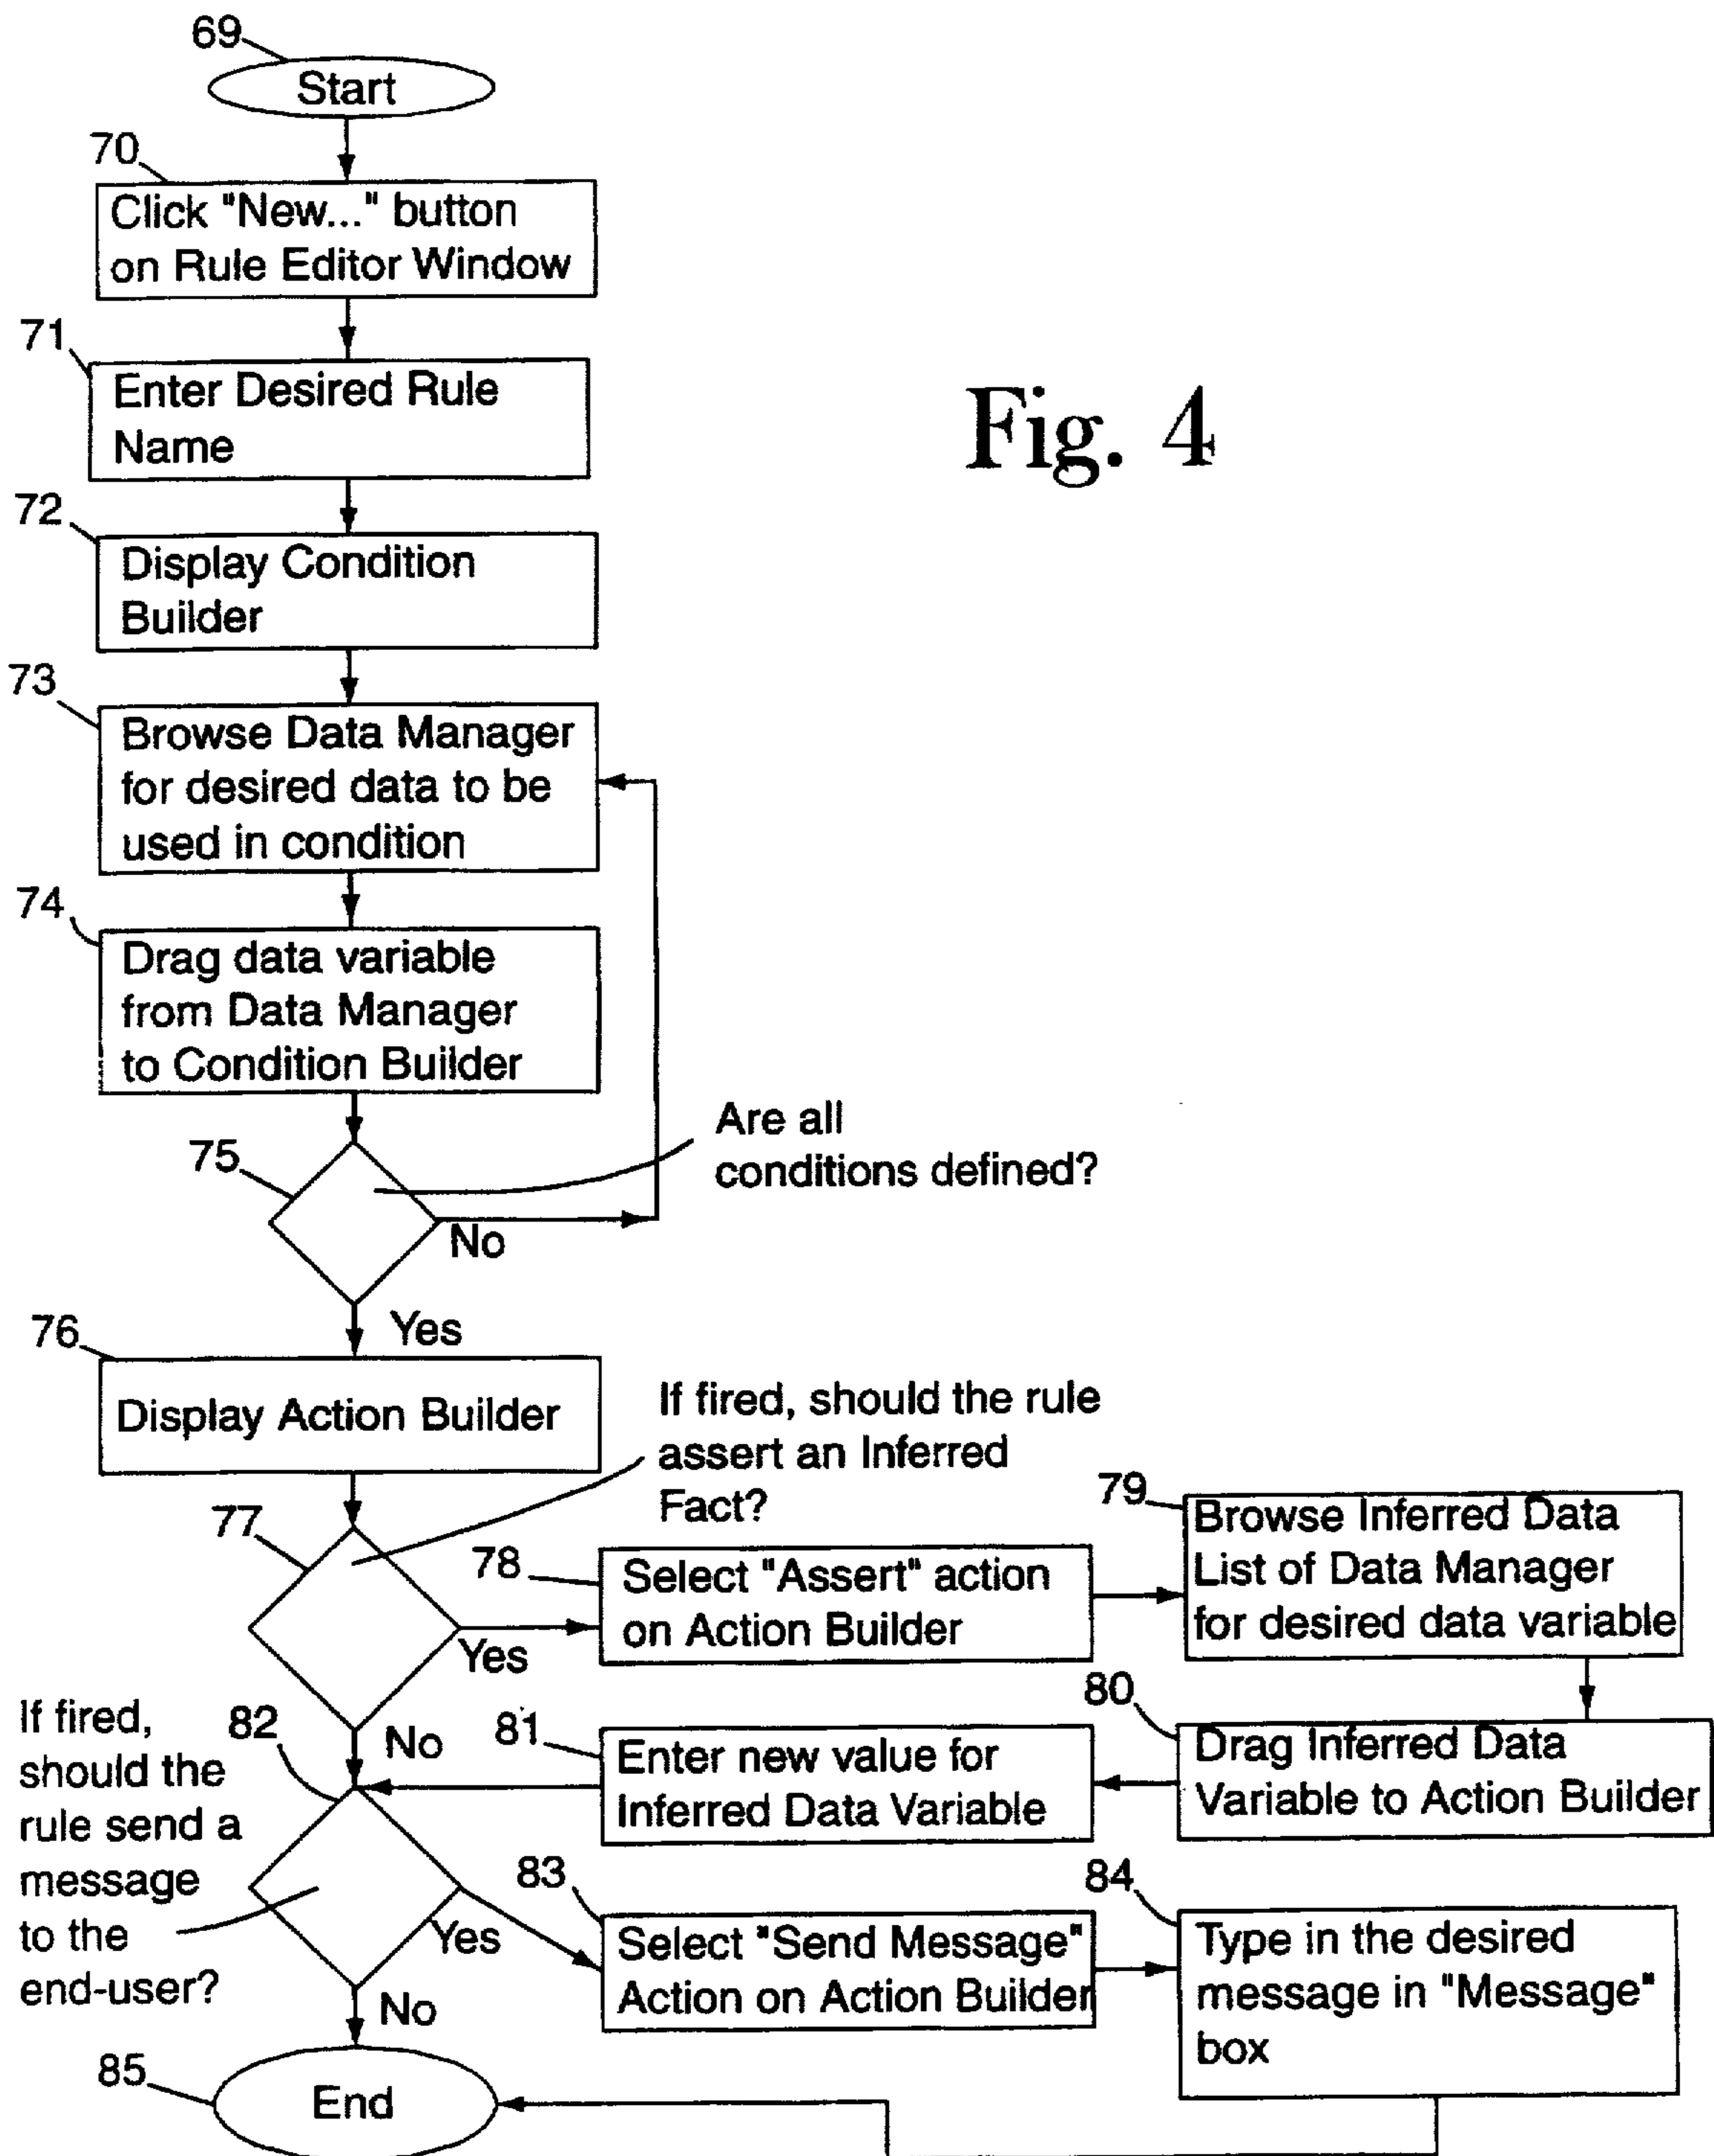 69
Start
70
Click "New..." button
on Rule Editor Window
71
Enter Desired Rule
Name
Fig. 4
72
Display Condition
Builder
73
Browse Data Manager
for desired data to be
used in condition
74
Drag data variable
from Data Manager
to Condition Builder
Are all
conditions defined?
75
No
Yes
76
Display Action Builder
If fired, should the rule
assert an Inferred
Fact?
77
Yes
No
78
Select "Assert" action
on Action Builder
79
Browse Inferred Data
List of Data Manager
for desired data variable
80
Drag Inferred Data
Variable to Action Builder
81
Enter new value for
Inferred Data Variable
82
If fired,
should the
rule send a
message
to the
end-user?
Yes
No
83
Select "Send Message"
Action on Action Builder
84
Type in the desired
message in "Message"
box
85
End